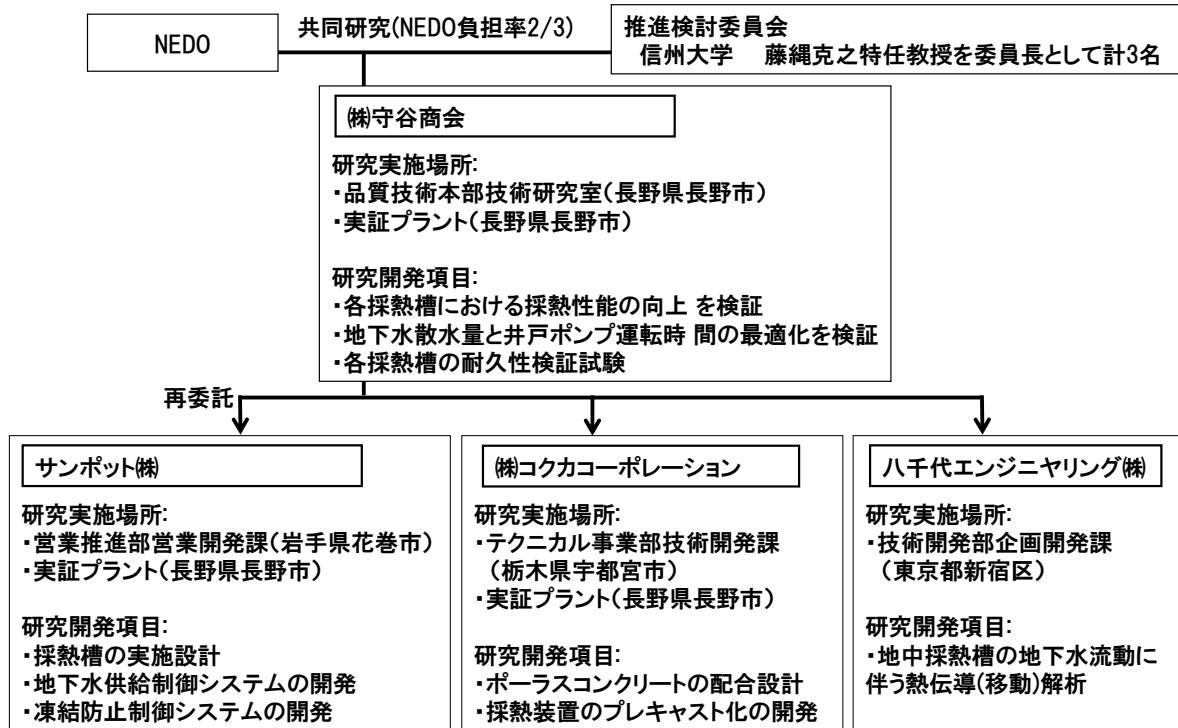 NEDO
共同研究(NEDO負担率2/3)
推進検討委員会
信州大学　藤縄克之特任教授を委員長として計3名
㈱守谷商会
研究実施場所:
・品質技術本部技術研究室(長野県長野市)
・実証プラント(長野県長野市)
研究開発項目:
・各採熱槽における採熱性能の向上 を検証
・地下水散水量と井戸ポンプ運転時 間の最適化を検証
・各採熱槽の耐久性検証試験
再委託
サンポット㈱
研究実施場所:
・営業推進部営業開発課(岩手県花巻市)
・実証プラント(長野県長野市)
研究開発項目:
・採熱槽の実施設計
・地下水供給制御システムの開発
・凍結防止制御システムの開発
㈱コクカコーポレーション
研究実施場所:
・テクニカル事業部技術開発課
(栃木県宇都宮市)
・実証プラント(長野県長野市)
研究開発項目:
・ポーラスコンクリートの配合設計
・採熱装置のプレキャスト化の開発
八千代エンジニヤリング㈱
研究実施場所:
・技術開発部企画開発課
(東京都新宿区)
研究開発項目:
・地中採熱槽の地下水流動に
伴う熱伝導(移動)解析